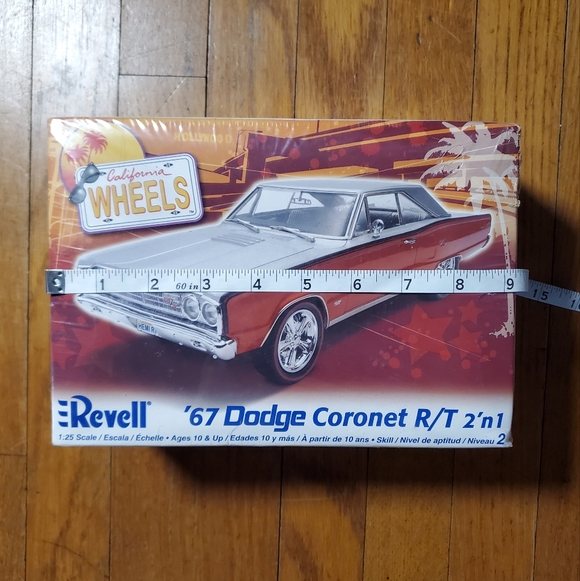 HOLLYWOOD
California
WHEELS
1 2 60 in 3 4 5 6 7 8 9
15
HEMI R/T
Revell
'67 Dodge Coronet R/T 2'n1
1:25 Scale / Escala / Échelle • Ages 10 & Up / Edades 10 y más / À partir de 10 ans • Skill / Nivel de aptitud / Niveau 2